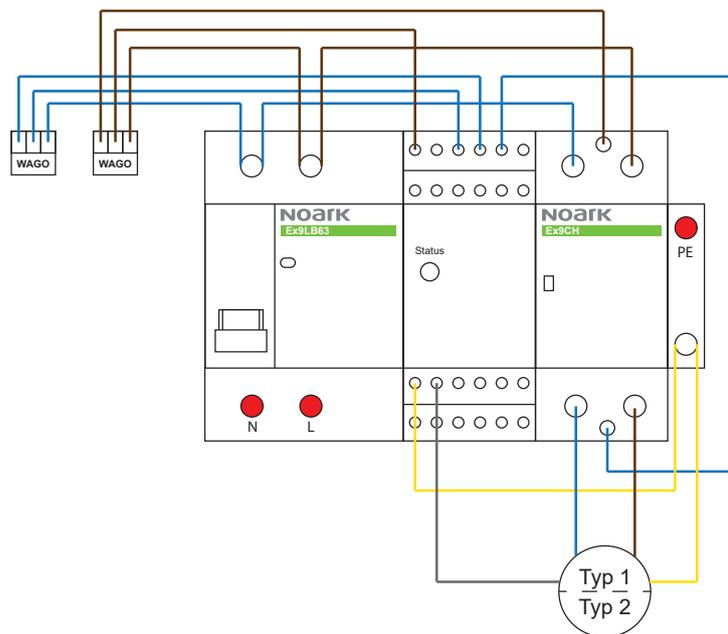 WAGO
WAGO
NOARK
Ex9LB63
Status
NOARK
Ex9CH
PE
N
L
Typ 1
Typ 2